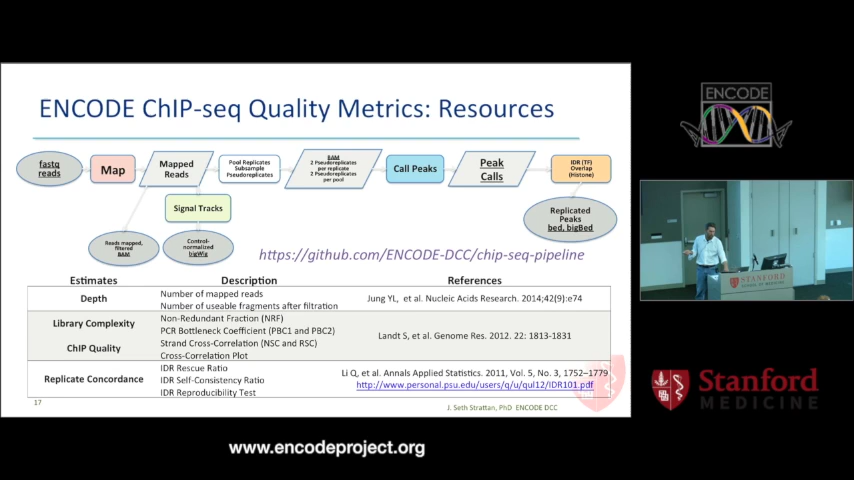 ENCODE ChIP-seq Quality Metrics: Resources
fastq
reads
Map
Mapped
Reads
Pool Replicates
Subsample
Pseudoreplicates
BAM
2 Pseudoreplicates
per replicate
2 Pseudoreplicates
per pool
Call Peaks
Peak
Calls
IDR (TF)
Overlap
(Histone)
Signal Tracks
Replicated
Peaks
bed, bigBed
Reads mapped,
filtered
BAM
Control-
normalized
bigWig
https://github.com/ENCODE-DCC/chip-seq-pipeline
Estimates Description References
Depth
Number of mapped reads
Number of useable fragments after filtration
Jung YL, et al. Nucleic Acids Research. 2014;42(9):e74
Library Complexity
Non-Redundant Fraction (NRF)
PCR Bottleneck Coefficient (PBC1 and PBC2)
ChIP Quality
Strand Cross-Correlation (NSC and RSC)
Cross-Correlation Plot
Landt S, et al. Genome Res. 2012. 22: 1813-1831
Replicate Concordance
IDR Rescue Ratio
IDR Self-Consistency Ratio
IDR Reproducibility Test
Li Q, et al. Annals Applied Statistics. 2011, Vol. 5, No. 3, 1752–1779
http://www.personal.psu.edu/users/q/u/qul12/IDR101.pdf
17
J. Seth Strattan, PhD ENCODE DCC
ENCODE
STANFORD
Stanford
MEDICINE
www.encodeproject.org